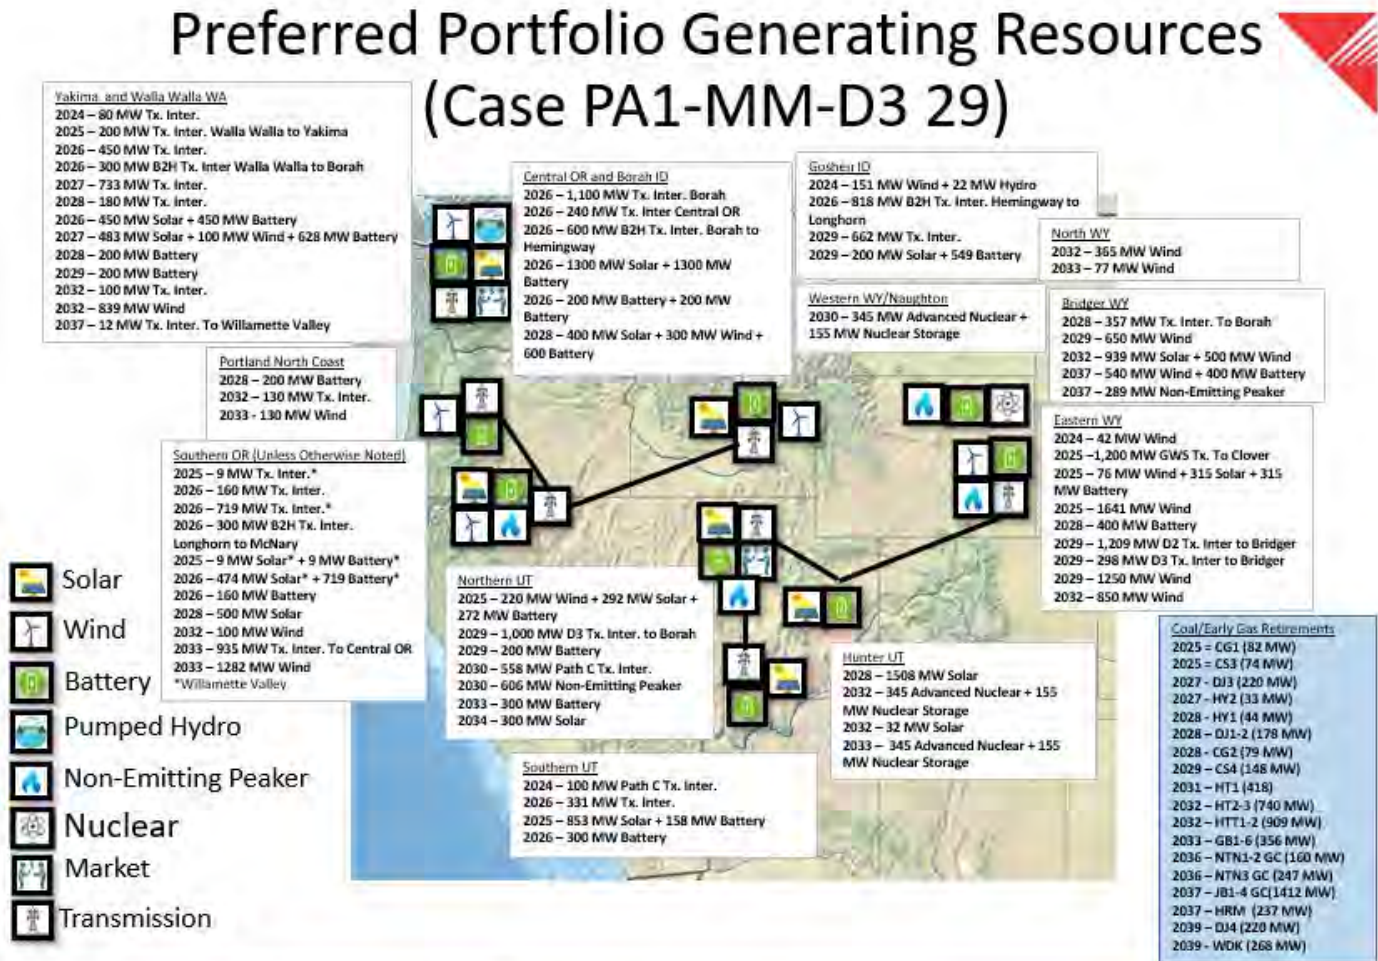 Preferred Portfolio Generating Resources
(Case PA1-MM-D3 29)
Yakima and Walla Walla WA
2024 – 80 MW Tx. Inter.
2025 – 200 MW Tx. Inter. Walla Walla to Yakima
2026 – 450 MW Tx. Inter.
2026 – 300 MW B2H Tx. Inter Walla Walla to Borah
2027 – 733 MW Tx. Inter.
2028 – 180 MW Tx. Inter.
2026 – 450 MW Solar + 450 MW Battery
2027 – 483 MW Solar + 100 MW Wind + 628 MW Battery
2028 – 200 MW Battery
2029 – 200 MW Battery
2032 – 100 MW Tx. Inter.
2032 – 839 MW Wind
2037 – 12 MW Tx. Inter. To Willamette Valley
Central OR and Borah ID
2026 – 1,100 MW Tx. Inter. Borah
2026 – 240 MW Tx. Inter Central OR
2026 – 600 MW B2H Tx. Inter. Borah to
Hemingway
2026 – 1300 MW Solar + 1300 MW
Battery
2026 – 200 MW Battery + 200 MW
Battery
2028 – 400 MW Solar + 300 MW Wind +
600 Battery
Goshen ID
2024 – 151 MW Wind + 22 MW Hydro
2026 – 818 MW B2H Tx. Inter. Hemingway to
Longhorn
2029 – 662 MW Tx. Inter.
2029 – 200 MW Solar + 549 Battery
North WY
2032 – 365 MW Wind
2033 – 77 MW Wind
Western WY/Naughton
2030 – 345 MW Advanced Nuclear +
155 MW Nuclear Storage
Bridger WY
2028 – 357 MW Tx. Inter. To Borah
2029 – 650 MW Wind
2032 – 939 MW Solar + 500 MW Wind
2037 – 540 MW Wind + 400 MW Battery
2037 – 289 MW Non-Emitting Peaker
Portland North Coast
2028 – 200 MW Battery
2032 – 130 MW Tx. Inter.
2033 - 130 MW Wind
Eastern WY
2024 – 42 MW Wind
2025 –1,200 MW GWS Tx. To Clover
2025 – 76 MW Wind + 315 Solar + 315
MW Battery
2025 – 1641 MW Wind
2028 – 400 MW Battery
2029 – 1,209 MW D2 Tx. Inter to Bridger
2029 – 298 MW D3 Tx. Inter to Bridger
2029 – 1250 MW Wind
2032 – 850 MW Wind
Southern OR (Unless Otherwise Noted)
2025 – 9 MW Tx. Inter.*
2026 – 160 MW Tx. Inter.
2026 – 719 MW Tx. Inter.*
2026 – 300 MW B2H Tx. Inter.
Longhorn to McNary
2025 – 9 MW Solar* + 9 MW Battery*
2026 – 474 MW Solar* + 719 Battery*
2026 – 160 MW Battery
2028 – 500 MW Solar
2032 – 100 MW Wind
2033 – 935 MW Tx. Inter. To Central OR
2033 – 1282 MW Wind
*Willamette Valley
Northern UT
2025 – 220 MW Wind + 292 MW Solar +
272 MW Battery
2029 – 1,000 MW D3 Tx. Inter. to Borah
2029 – 200 MW Battery
2030 – 558 MW Path C Tx. Inter.
2030 – 606 MW Non-Emitting Peaker
2033 – 300 MW Battery
2034 – 300 MW Solar
Hunter UT
2028 – 1508 MW Solar
2032 – 345 Advanced Nuclear + 155
MW Nuclear Storage
2032 – 32 MW Solar
2033 – 345 Advanced Nuclear + 155
MW Nuclear Storage
Southern UT
2024 – 100 MW Path C Tx. Inter.
2026 – 331 MW Tx. Inter.
2025 – 853 MW Solar + 158 MW Battery
2026 – 300 MW Battery
Coal/Early Gas Retirements
2025 = CG1 (82 MW)
2025 = CS3 (74 MW)
2027 - DJ3 (220 MW)
2027 - HY2 (33 MW)
2028 - HY1 (44 MW)
2028 – DJ1-2 (178 MW)
2028 - CG2 (79 MW)
2029 – CS4 (148 MW)
2031 – HT1 (418)
2032 – HT2-3 (740 MW)
2032 – HTT1-2 (909 MW)
2033 – GB1-6 (356 MW)
2036 – NTN1-2 GC (160 MW)
2036 – NTN3 GC (247 MW)
2037 – JB1-4 GC(1412 MW)
2037 – HRM (237 MW)
2039 – DJ4 (220 MW)
2039 - WDK (268 MW)
Solar
Wind
Battery
Pumped Hydro
Non-Emitting Peaker
Nuclear
Market
Transmission